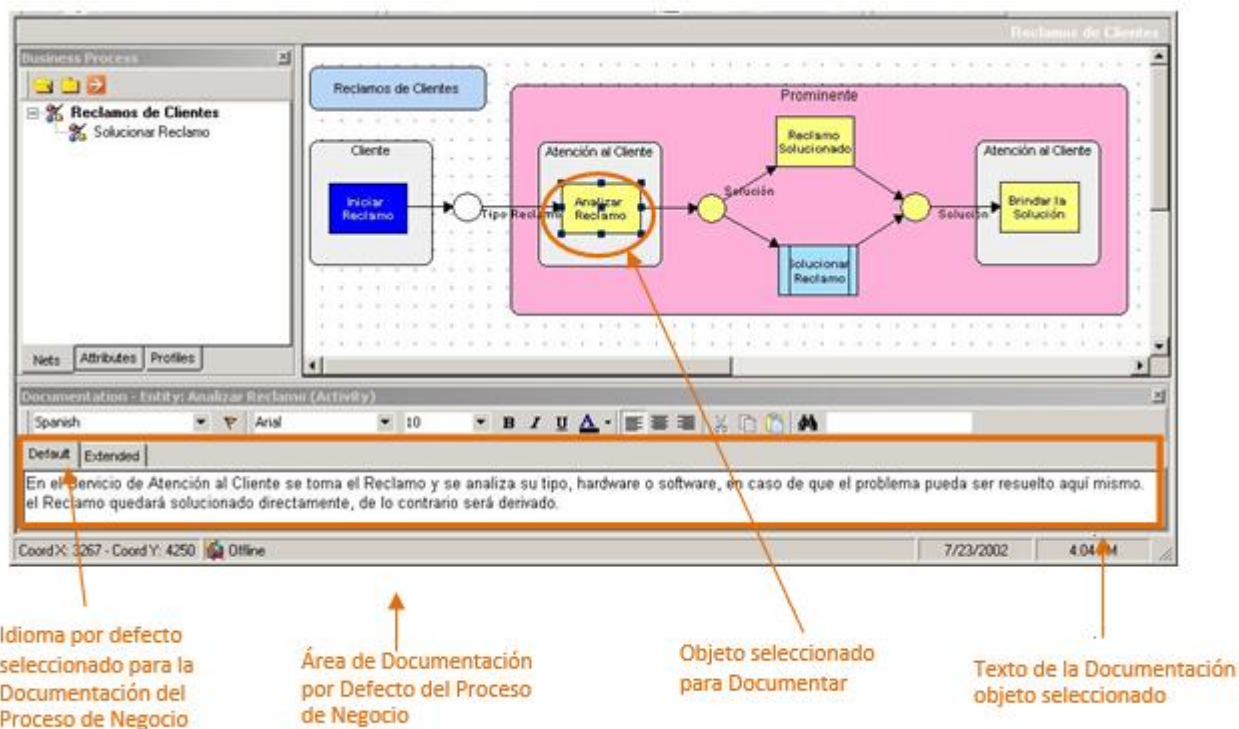 Reclamos de Clientes
Business Process
Reclamos de Clientes
Solucionar Reclamo
Nets
Attributes
Profiles
Reclamos de Clientes
Prominente
Cliente
Iniciar
Reclamo
Tipo Reclamo
Atención al Cliente
Analizar
Reclamo
Solución
Reclamo
Solucionado
Solucionar
Reclamo
Solución
Atención al Cliente
Brindar la
Solución
Documentation - Entity: Analizar Reclamo (Activity)
Spanish
Arial
10
B I U A
Default
Extended
En el Servicio de Atención al Cliente se toma el Reclamo y se analiza su tipo, hardware o software, en caso de que el problema pueda ser resuelto aquí mismo.
el Reclamo quedará solucionado directamente, de lo contrario será derivado.
Coord X: 3267 - Coord Y: 4250
Offline
7/23/2002
4:04 PM
Idioma por defecto
seleccionado para la
Documentación del
Proceso de Negocio
Área de Documentación
por Defecto del Proceso
de Negocio
Objeto seleccionado
para Documentar
Texto de la Documentación
objeto seleccionado